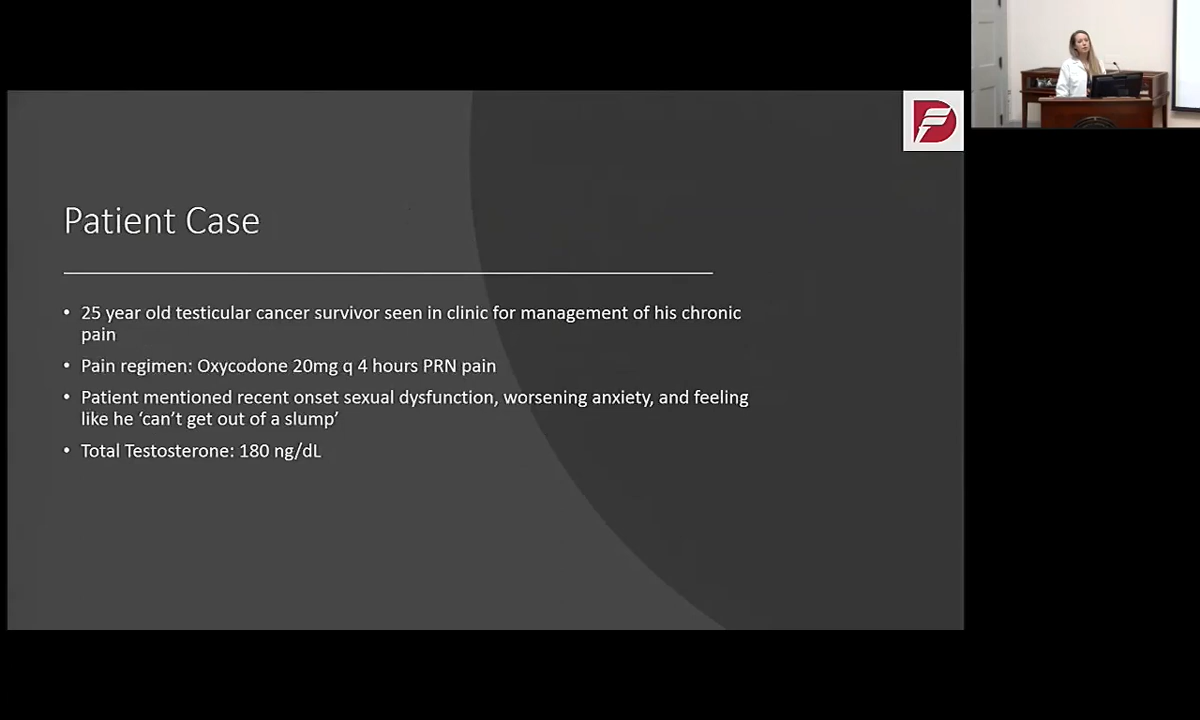 Patient Case
• 25 year old testicular cancer survivor seen in clinic for management of his chronic
pain
• Pain regimen: Oxycodone 20mg q 4 hours PRN pain
• Patient mentioned recent onset sexual dysfunction, worsening anxiety, and feeling
like he ‘can’t get out of a slump’
• Total Testosterone: 180 ng/dL